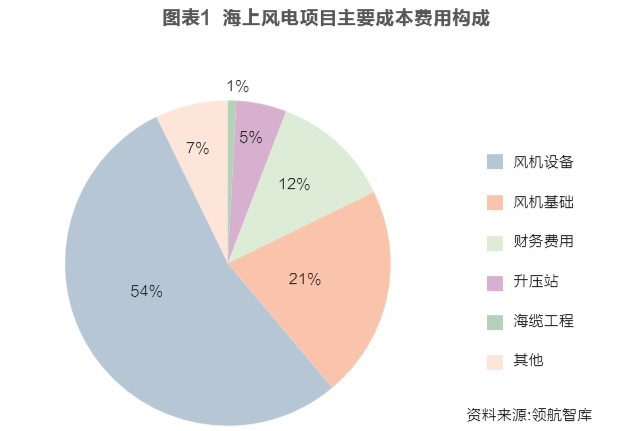 图表1 海上风电项目主要成本费用构成
1%
7%
5%
12%
54%
21%
风机设备
风机基础
财务费用
升压站
海缆工程
其他
资料来源:领航智库